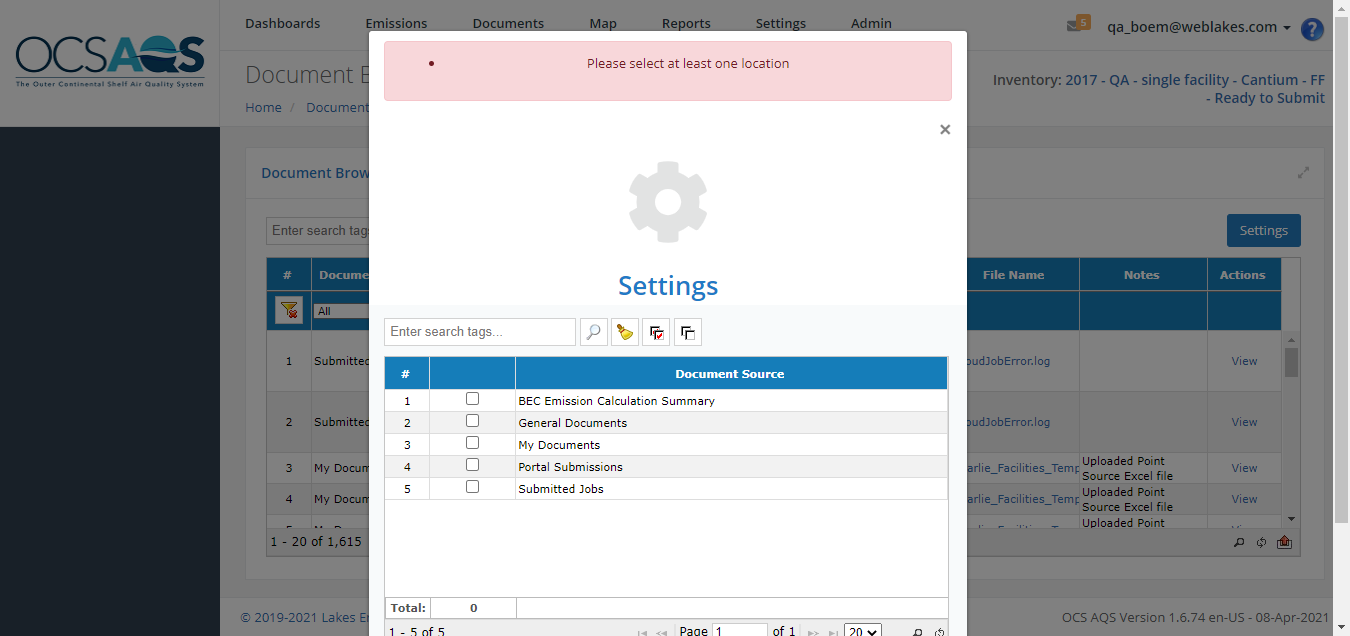 OCSAQS
The Outer Continental Shelf Air Quality System
Dashboards Emissions Documents Map Reports Settings Admin
5 qa_boem@weblakes.com ?
Document
Inventory: 2017 - QA - single facility - Cantium - FF
- Ready to Submit
Home / Document
Please select at least one location
×
Document Brow
Enter search tags
Settings
# Docume File Name Notes Actions
All
1 Submitted oudJobError.log View
2 Submitted oudJobError.log View
3 My Docum arlie_Facilities_Temp Uploaded Point
Source Excel file View
4 My Docum arlie_Facilities_Temp Uploaded Point
Source Excel file View
Uploaded Point
1 - 20 of 1,615
Settings
Enter search tags...
# Document Source
1 BEC Emission Calculation Summary
2 General Documents
3 My Documents
4 Portal Submissions
5 Submitted Jobs
Total: 0
1 - 5 of 5 Page 1 of 1 20
© 2019-2021 Lakes
OCS AQS Version 1.6.74 en-US - 08-Apr-2021